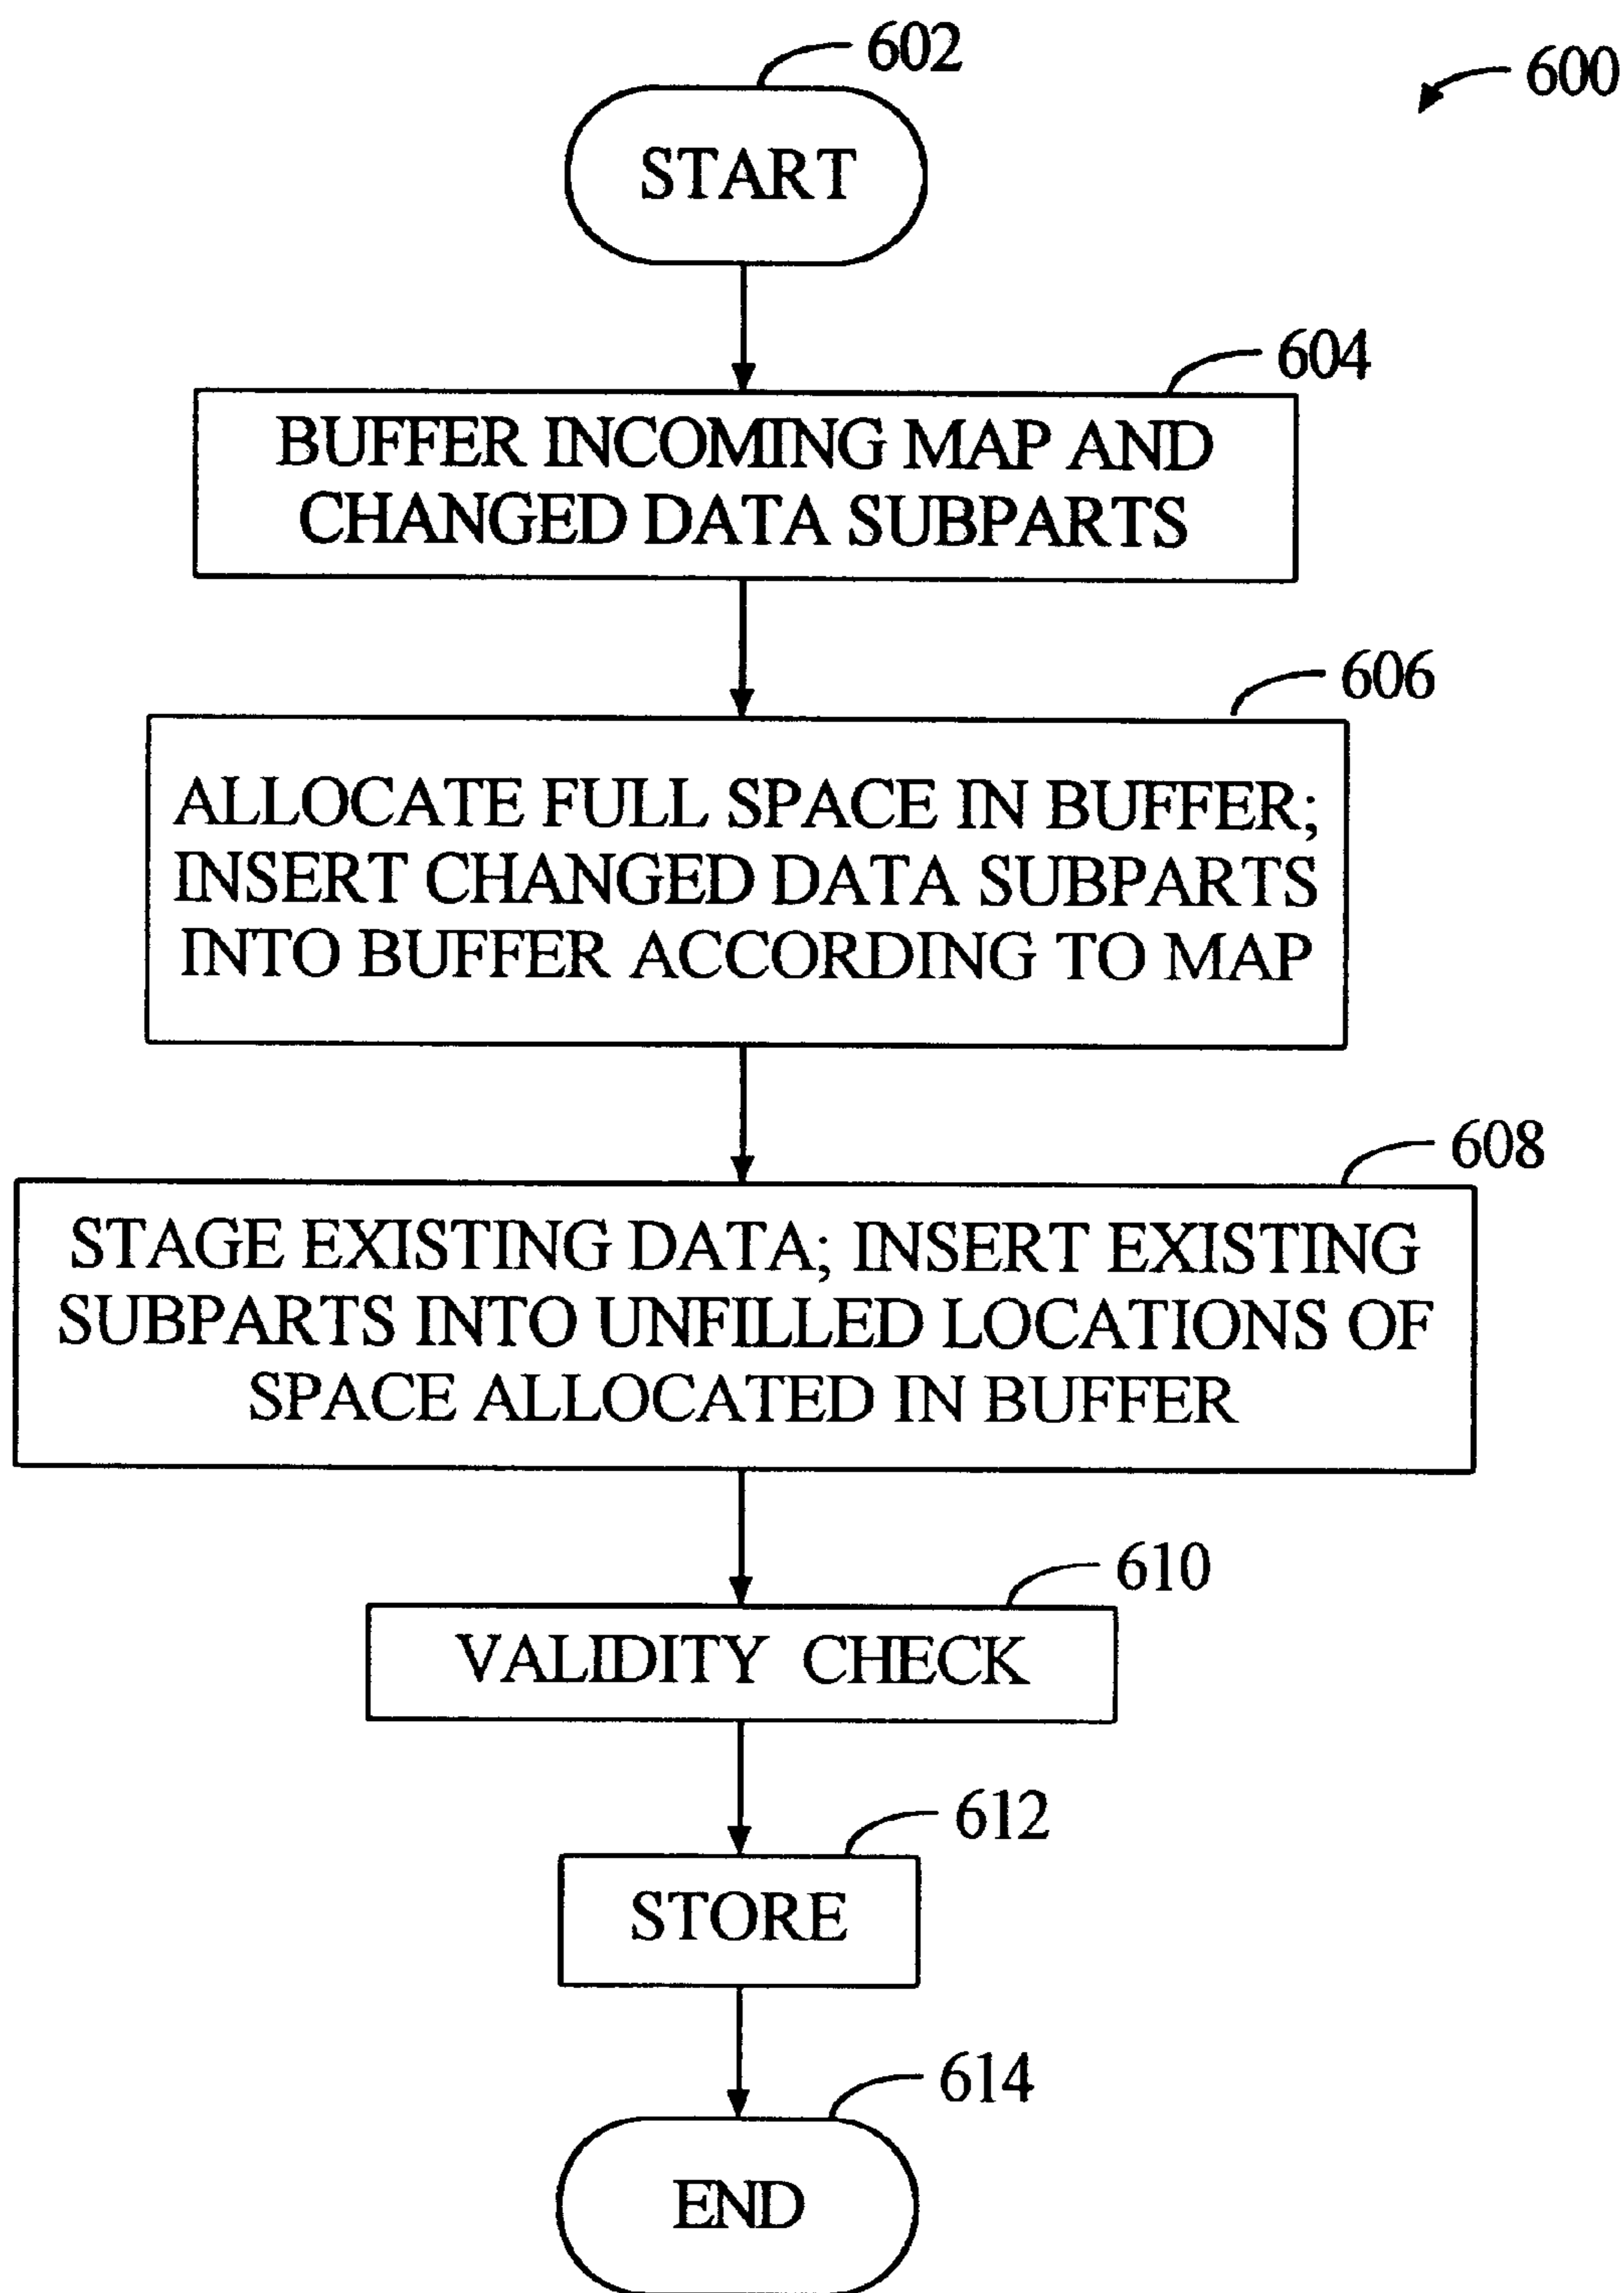 602
600
START
604
BUFFER INCOMING MAP AND
CHANGED DATA SUBPARTS
606
ALLOCATE FULL SPACE IN BUFFER;
INSERT CHANGED DATA SUBPARTS
INTO BUFFER ACCORDING TO MAP
608
STAGE EXISTING DATA; INSERT EXISTING
SUBPARTS INTO UNFILLED LOCATIONS OF
SPACE ALLOCATED IN BUFFER
610
VALIDITY CHECK
612
STORE
614
END